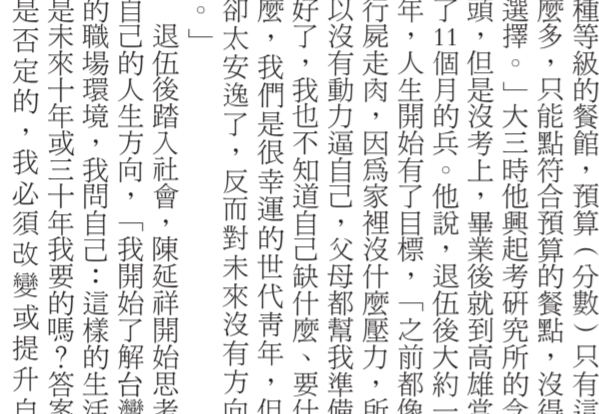 種等級的餐館，預算（分數）只有這
麼多，只能點符合預算的餐點，沒得
選擇。」大三時他興起考研究所的念
頭，但是沒考上，畢業後就到高雄當
了11個月的兵。他說，退伍後大約一
年，人生開始有了目標，「之前都像
行屍走肉，因為家裡沒什麼壓力，所
以沒有動力逼自己，父母都幫我準備
好了，我也不知道自己缺什麼、要什
麼，我們是很幸運的世代青年，但
卻太安逸了，反而對未來沒有方向
。」
退伍後踏入社會，陳延祥開始思考
自己的人生方向，「我開始了解台灣
的職場環境，我問自己：這樣的生活
是未來十年或三十年我要的嗎？答案
是否定的，我必須改變或提升自